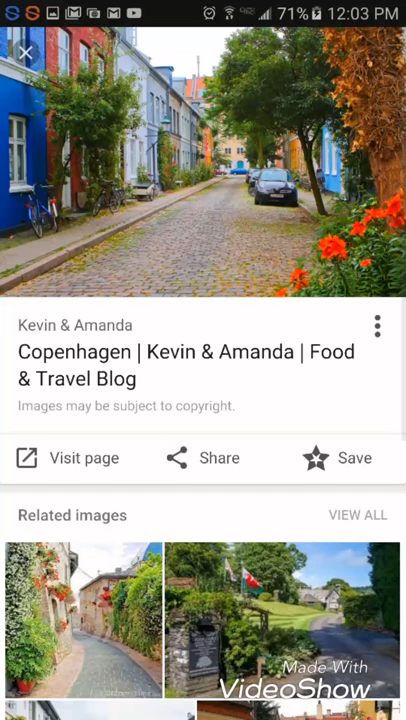 71% 12:03 PM
Kevin & Amanda
Copenhagen | Kevin & Amanda | Food
& Travel Blog
Images may be subject to copyright.
Visit page
Share
Save
Related images
VIEW ALL
Made With
VideoShow